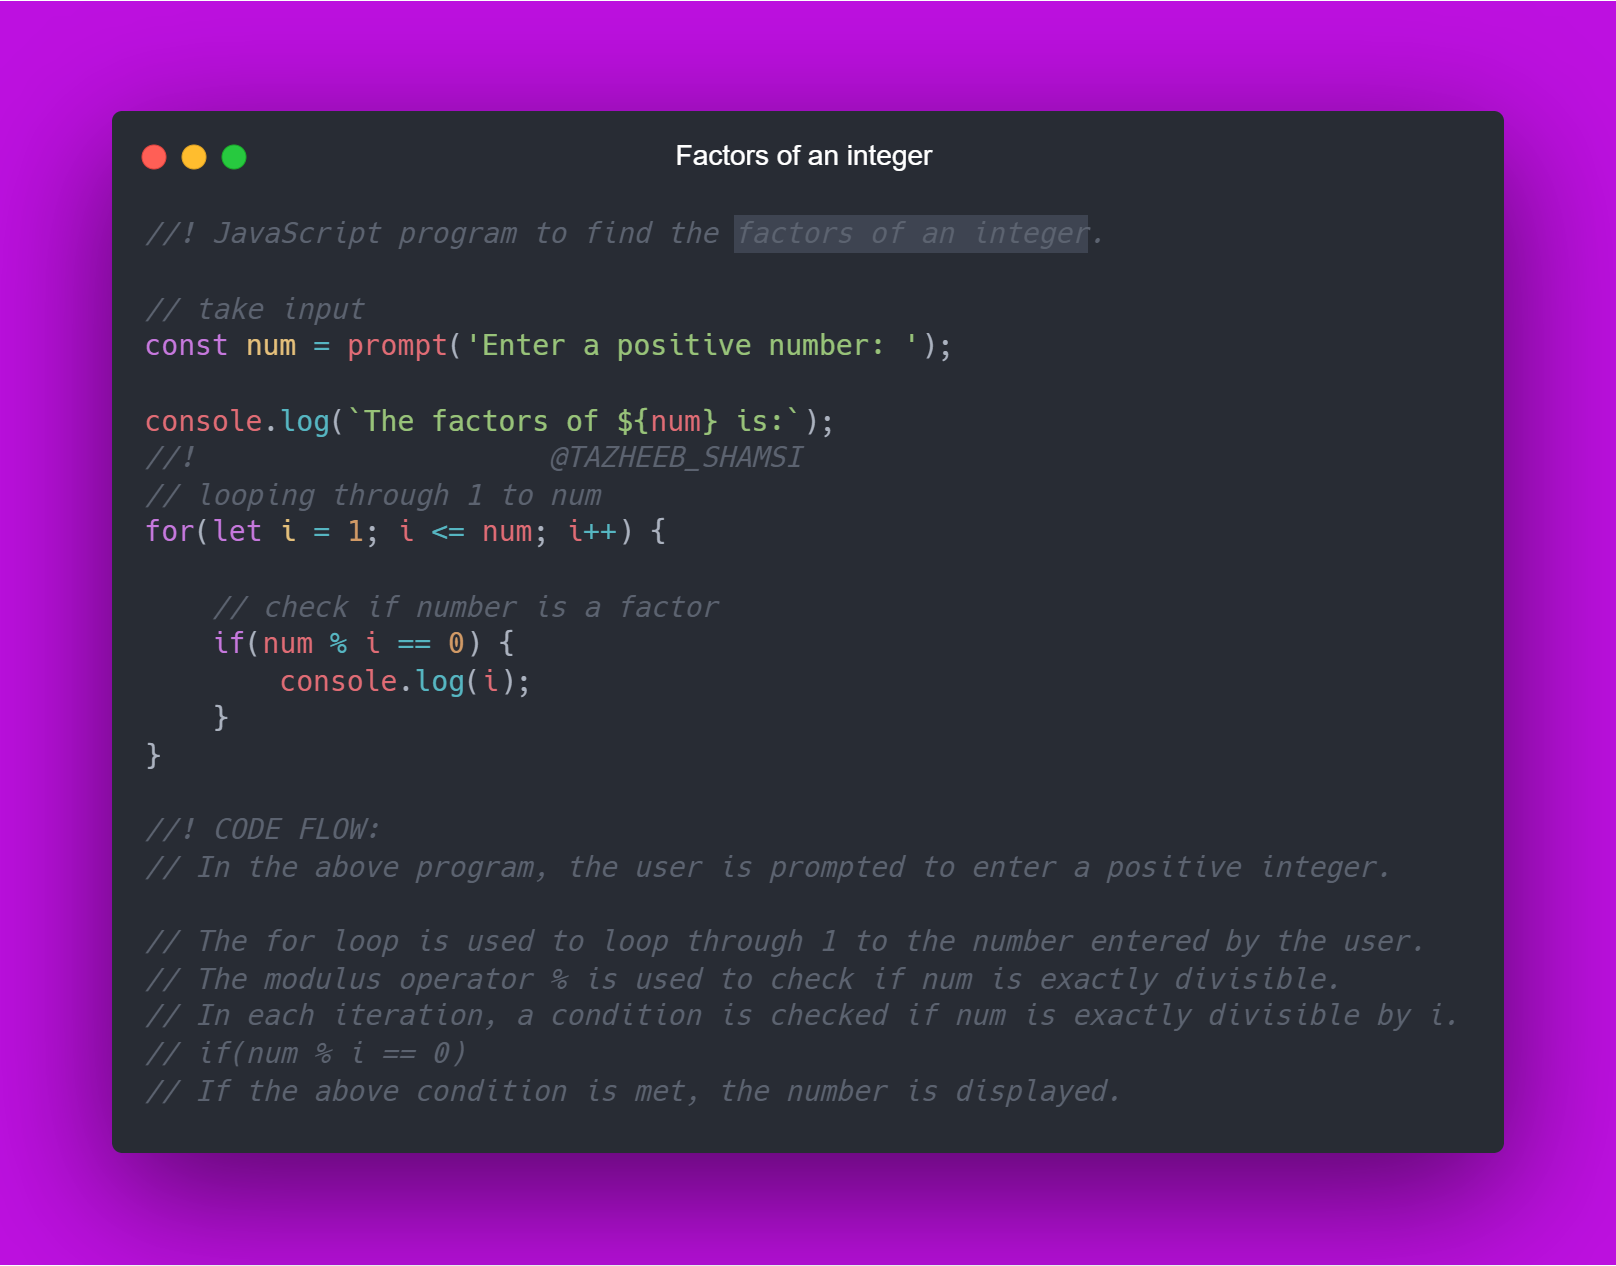 Factors of an integer
//! JavaScript program to find the factors of an integer.
// take input
const num = prompt('Enter a positive number: ');
console.log(`The factors of ${num} is:`);
//!                     @TAZHEEB_SHAMSI
// looping through 1 to num
for(let i = 1; i <= num; i++) {
    // check if number is a factor
    if(num % i == 0) {
        console.log(i);
    }
}
//! CODE FLOW:
// In the above program, the user is prompted to enter a positive integer.
// The for loop is used to loop through 1 to the number entered by the user.
// The modulus operator % is used to check if num is exactly divisible.
// In each iteration, a condition is checked if num is exactly divisible by i.
// if(num % i == 0)
// If the above condition is met, the number is displayed.